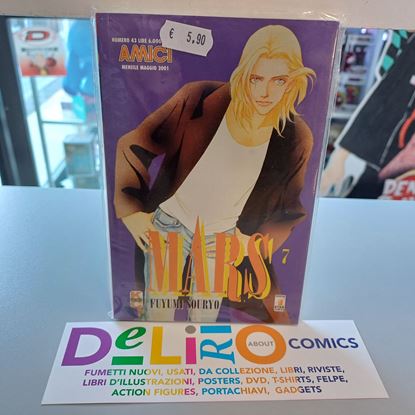 NUMERO 43 LIRE 6.000
€ 5,90
AMICI
MENSILE MAGGIO 2001
MARS 7
FUYUMI SOURYO
DELIRIO ABOUT COMICS
FUMETTI NUOVI, USATI, DA COLLEZIONE, LIBRI, RIVISTE,
LIBRI D'ILLUSTRAZIONI, POSTERS, DVD, T-SHIRTS, FELPE,
ACTION FIGURES, PORTACHIAVI, GADGETS